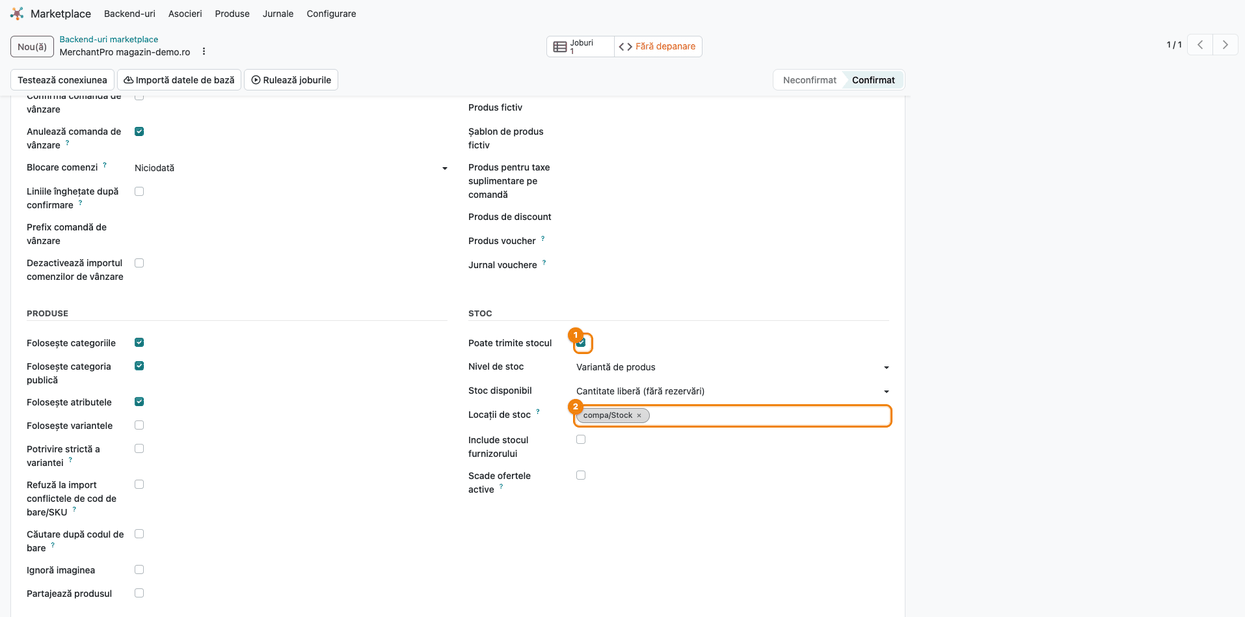 Marketplace Backend-uri Asocieri Produse Jurnale Configurare
Nou(ă)
Backend-uri marketplace
MerchantPro magazin-demo.ro
Joburi
1
Fără depanare
1 / 1
Testează conexiunea
Importă datele de bază
Rulează joburile
Neconfirmat
Confirmat
Confirmă comanda de
vânzare
Anulează comanda de
vânzare ?
Blocare comenzi ?
Niciodată
Liniile înghețate după
confirmare ?
Prefix comandă de
vânzare
Dezactivează importul
comenzilor de vânzare
Produs fictiv
Șablon de produs
fictiv
Produs pentru taxe
suplimentare pe
comandă
Produs de discount
Produs voucher ?
Jurnal vouchere ?
PRODUSE
Folosește categoriile
Folosește categoria
publică
Folosește atributele
Folosește variantele
Potrivire strictă a
variantei ?
Refuză la import
conflictele de cod de
bare/SKU ?
Căutare după codul de
bare ?
Ignoră imaginea
Partajează produsul
STOC
Poate trimite stocul
1
Nivel de stoc
Variantă de produs
Stoc disponibil
Cantitate liberă (fără rezervări)
Locații de stoc ?
2
compa/Stock ×
Include stocul
furnizorului
Scade ofertele
active ?